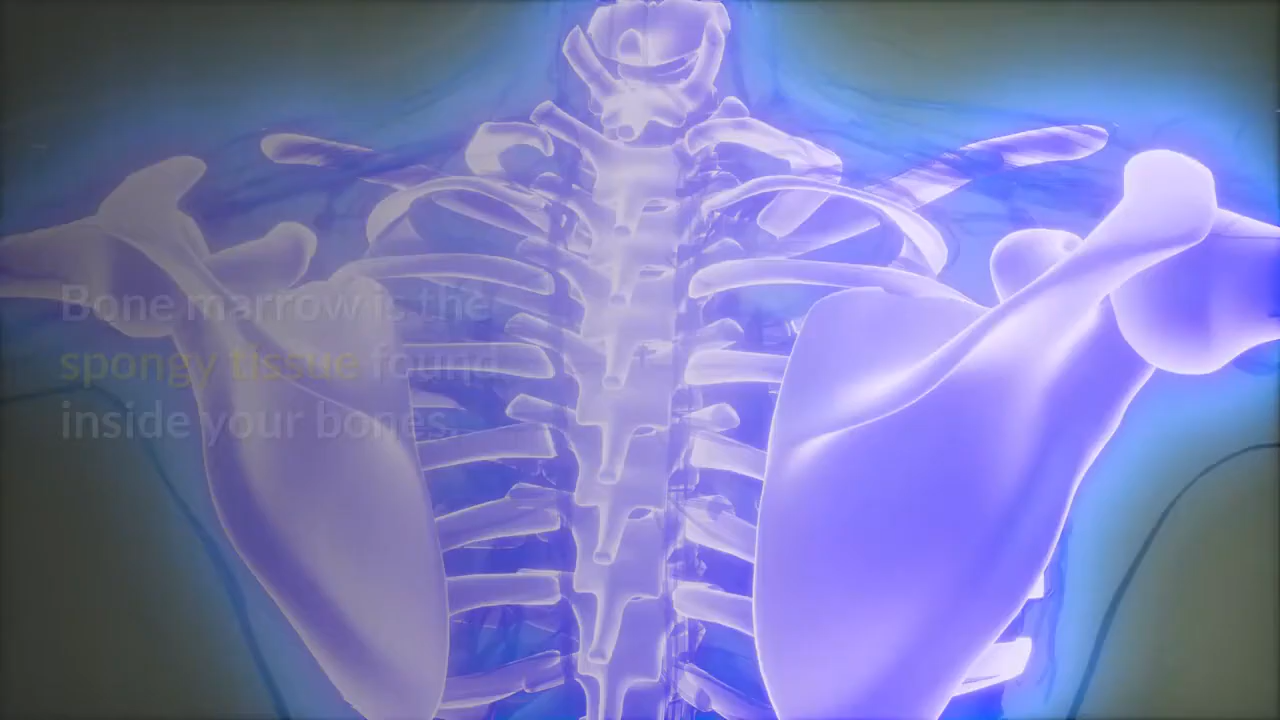 Bone marrow is the
spongy tissue found
inside your bones.